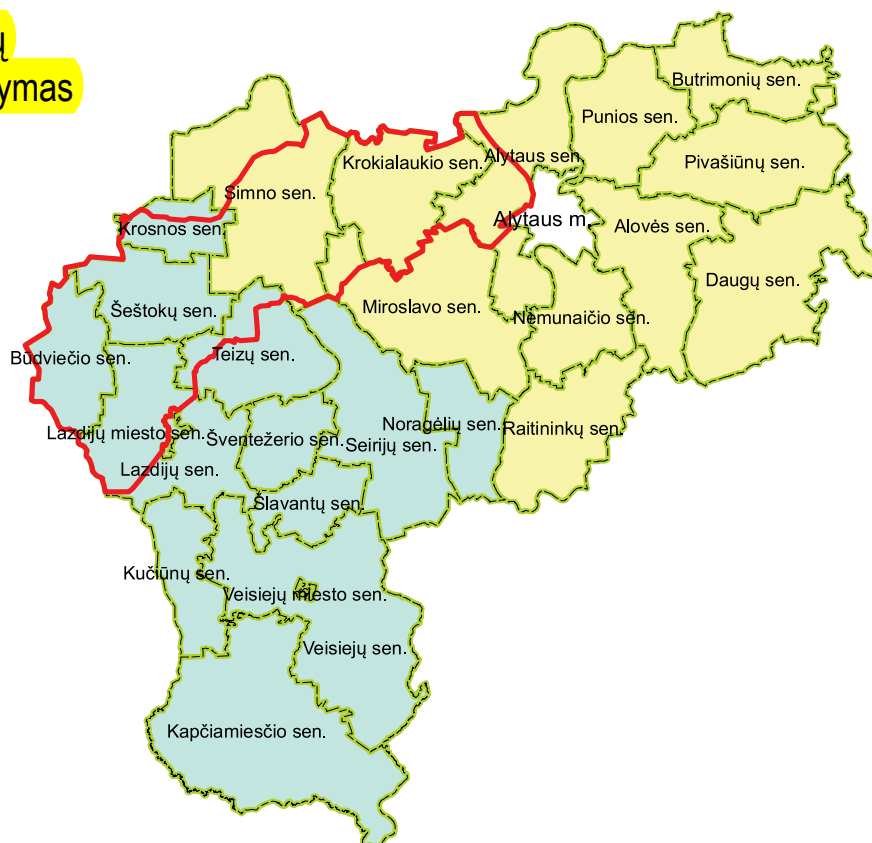 ų
ymas
Butrimonių sen.
Punios sen.
Krokialaukio sen.
Alytaus sen.
Pivašiūnų sen.
Simno sen.
Krosnos sen.
Alytaus m.
Alovės sen.
Daugų sen.
Šeštokų sen.
Miroslavo sen.
Nemunaičio sen.
Būdviečio sen.
Teizų sen.
Lazdijų miesto sen.
Šventežerio sen.
Noragėlių sen.
Seirijų sen.
Raitininkų sen.
Lazdijų sen.
Šlavantų sen.
Kučiūnų sen.
Veisiejų miesto sen.
Veisiejų sen.
Kapčiamiesčio sen.